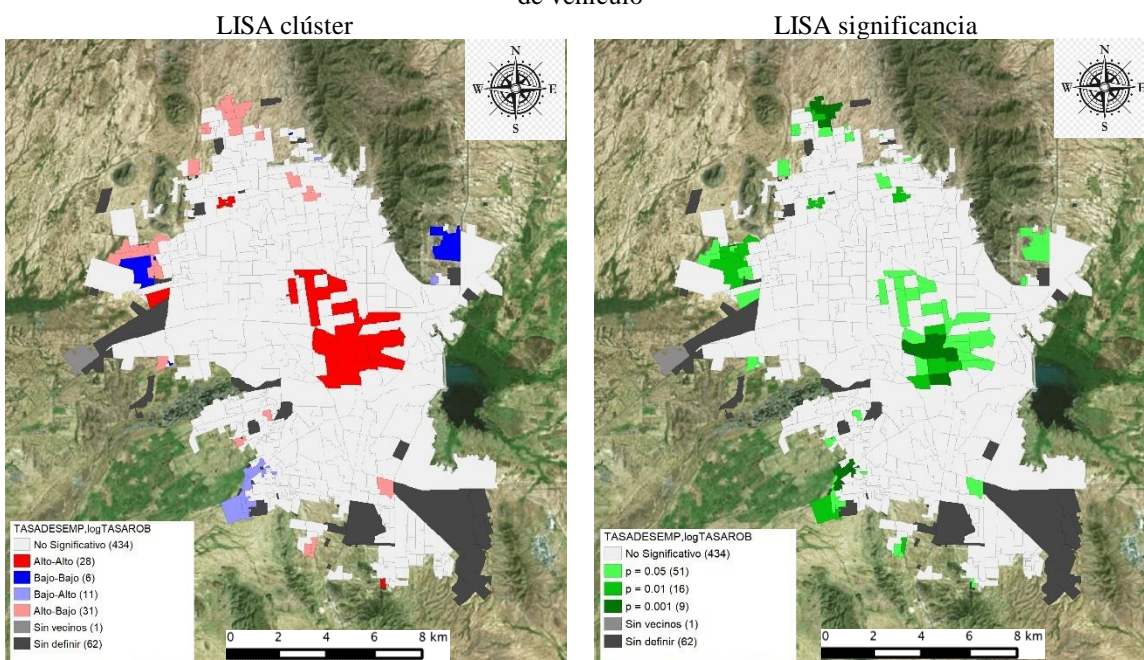 de vehículo
LISA clúster
LISA significancia
N
W E
S
N
W E
S
TASADESEMP,logTASAROB
No Significativo (434)
Alto-Alto (28)
Bajo-Bajo (6)
Bajo-Alto (11)
Alto-Bajo (31)
Sin vecinos (1)
Sin definir (62)
0 2 4 6 8 km
TASADESEMP,logTASAROB
No Significativo (434)
p = 0.05 (51)
p = 0.01 (16)
p = 0.001 (9)
Sin vecinos (1)
Sin definir (62)
0 2 4 6 8 km